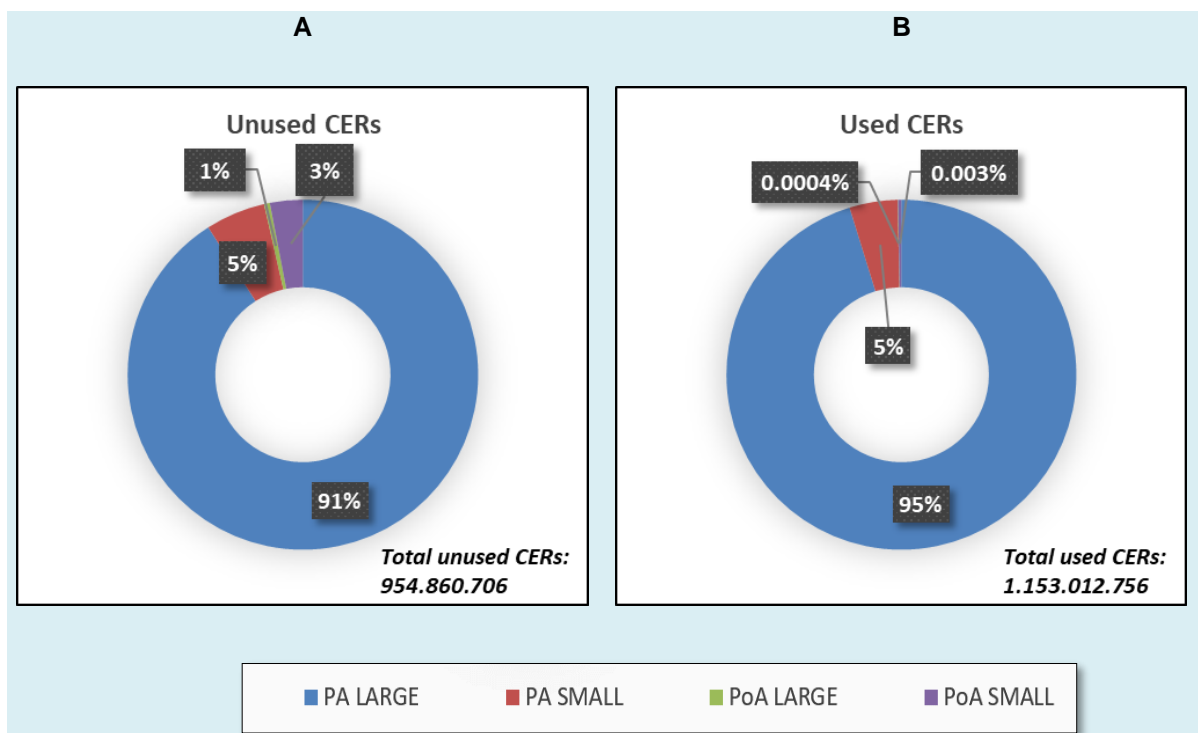 A
B
Unused CERs
1%
3%
5%
91%
Total unused CERs:
954.860.706
Used CERs
0.0004%
0.003%
5%
95%
Total used CERs:
1.153.012.756
PA LARGE
PA SMALL
PoA LARGE
PoA SMALL